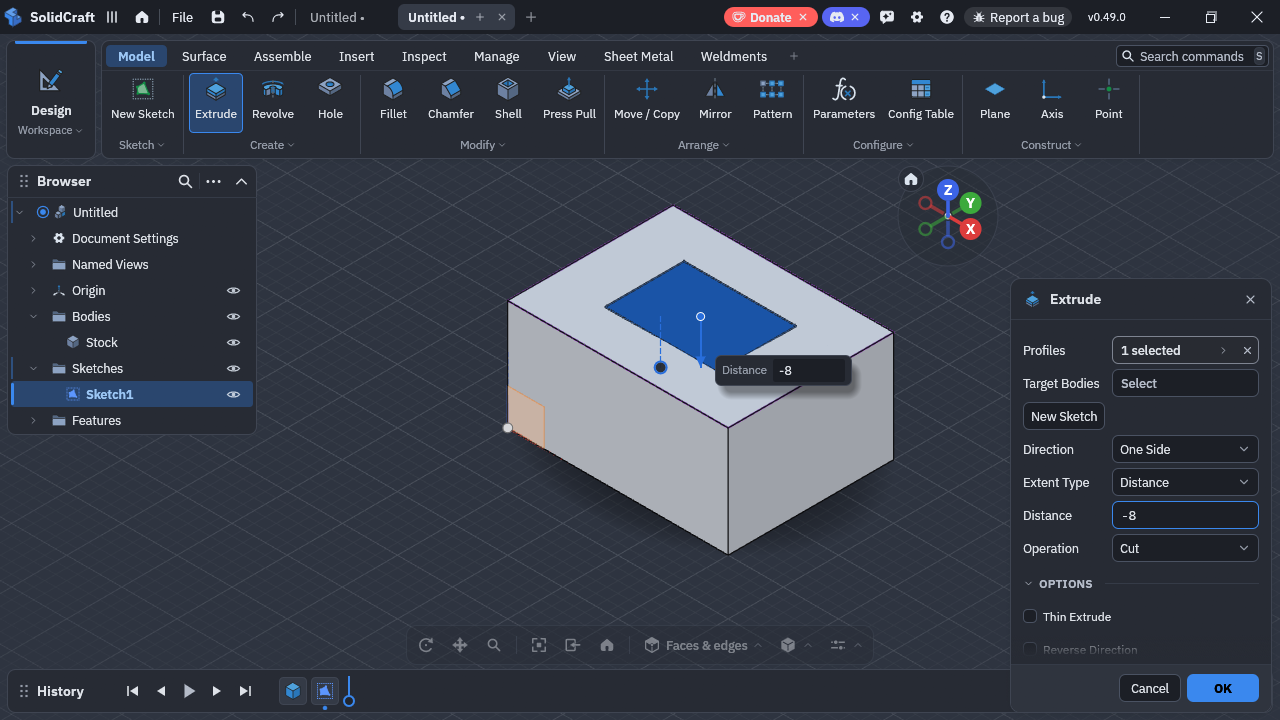 SolidCraft
File
Untitled •
Untitled •
Donate
Report a bug
v0.49.0
Model
Surface
Assemble
Insert
Inspect
Manage
View
Sheet Metal
Weldments
Search commands
S
Design
Workspace
New Sketch
Extrude
Revolve
Hole
Fillet
Chamfer
Shell
Press Pull
Move / Copy
Mirror
Pattern
Parameters
Config Table
Plane
Axis
Point
Sketch
Create
Modify
Arrange
Configure
Construct
Browser
Untitled
Document Settings
Named Views
Origin
Bodies
Stock
Sketches
Sketch1
Features
Z
Y
X
Distance -8
Extrude
Profiles 1 selected
Target Bodies Select
New Sketch
Direction One Side
Extent Type Distance
Distance -8
Operation Cut
OPTIONS
Thin Extrude
Reverse Direction
Cancel OK
Faces & edges
History